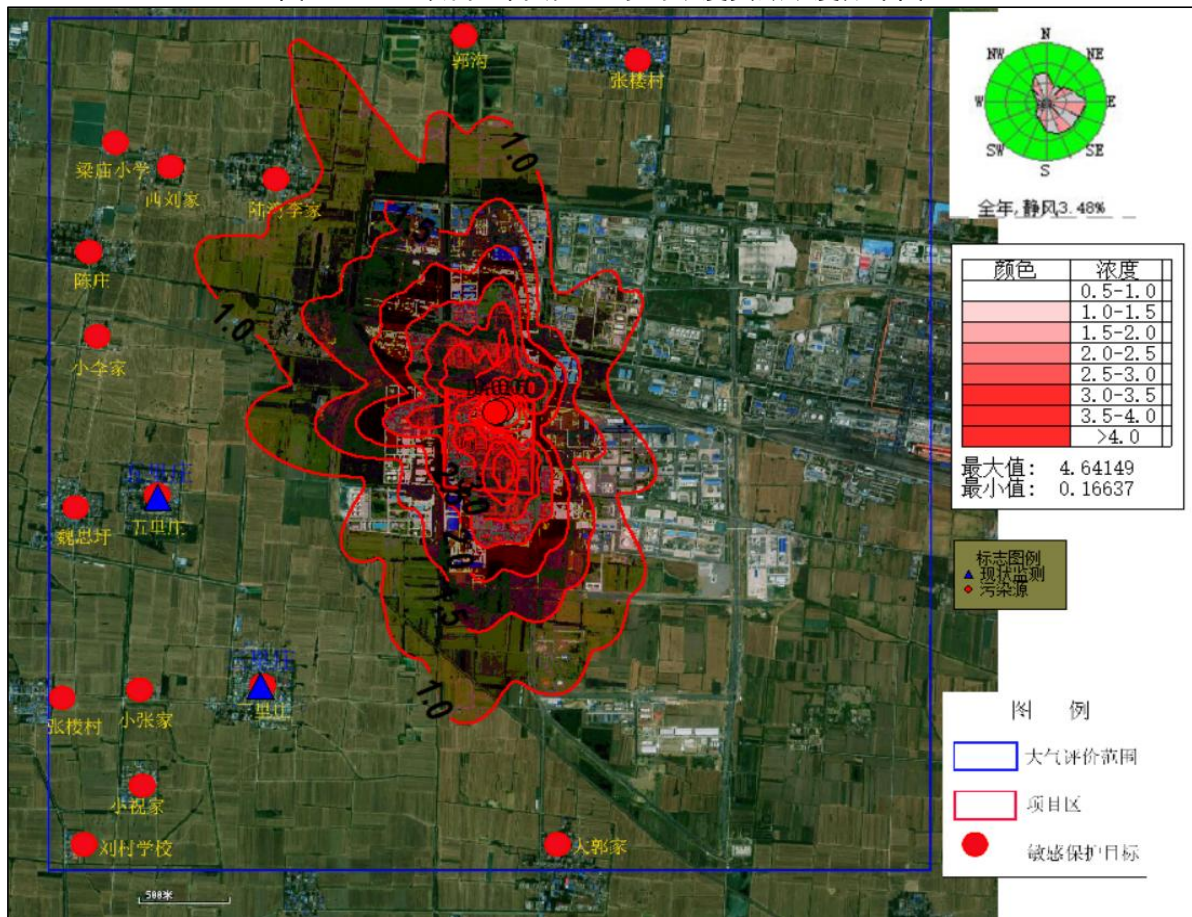 郭沟
张楼村
梁庙小学
西刘家
陈庄
小李家
五里庄
魏思圩
张楼村
小张家
小祝家
刘村学校
大郭家
500米
1.0
1.5
1.0
1.5
1.0
N
NE
E
SE
S
SW
W
NW
全年,静风3.48%
颜色 浓度
0.5-1.0
1.0-1.5
1.5-2.0
2.0-2.5
2.5-3.0
3.0-3.5
3.5-4.0
>4.0
最大值: 4.64149
最小值: 0.16637
标志图例
现状监测
污染源
图 例
大气评价范围
项目区
敏感保护目标